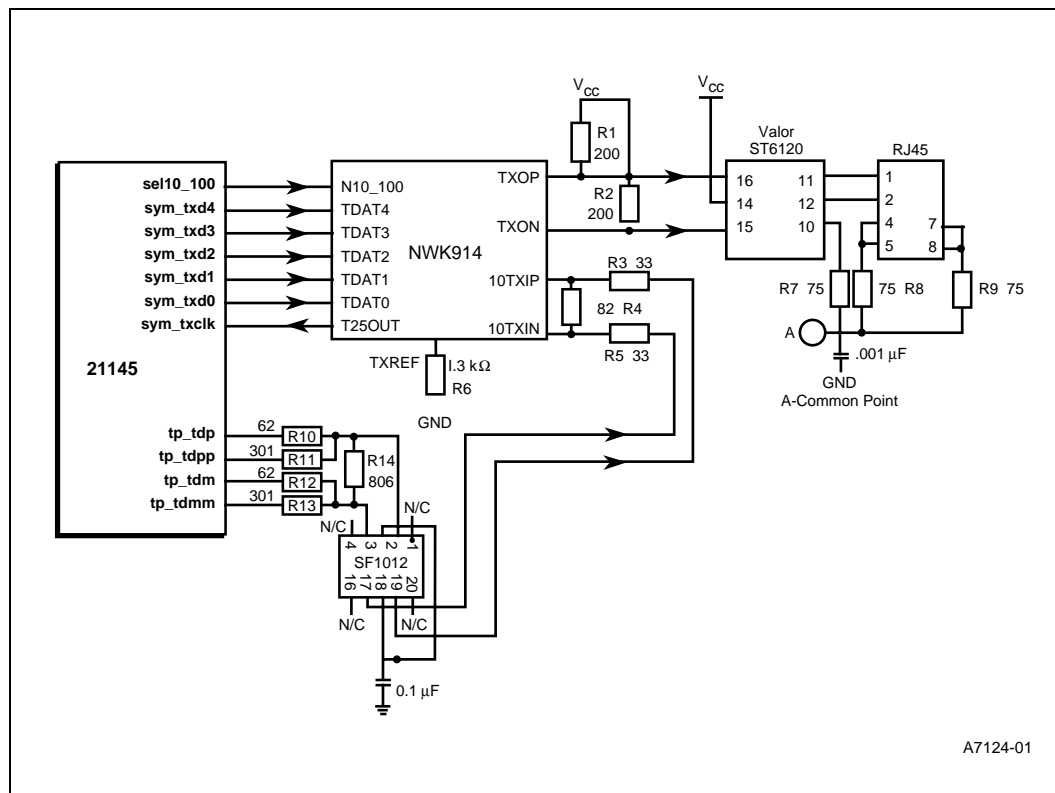 VCC
VCC
R1
200
Valor
ST6120
RJ45
sel10_100
N10_100
TXOP
16
11
1
sym_txd4
TDAT4
R2
200
14
12
2
sym_txd3
TDAT3
TXON
15
10
4
7
sym_txd2
TDAT2
NWK914
5
8
sym_txd1
TDAT1
10TXIP
R3 33
sym_txd0
TDAT0
82 R4
R7 75
75 R8
R9 75
sym_txclk
T25OUT
10TXIN
R5 33
A
21145
TXREF
I.3 kΩ
R6
.001 µF
GND
A-Common Point
GND
tp_tdp
62
R10
tp_tdpp
301
R11
R14
806
tp_tdm
62
R12
tp_tdmm
301
R13
N/C
N/C
4 3 2 1
SF1012
16 17 18 19 20
N/C
N/C
0.1 µF
A7124-01